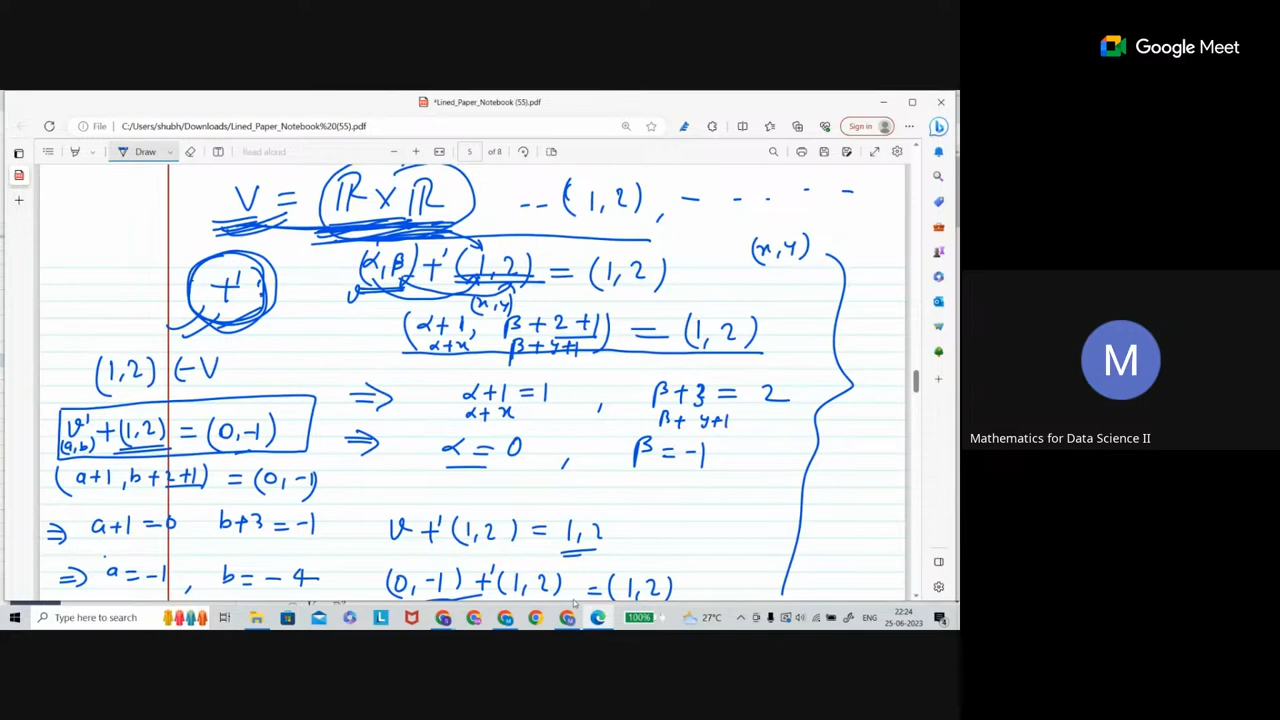 Google Meet
*Lined_Paper_Notebook (55).pdf
File C:/Users/shubh/Downloads/Lined_Paper_Notebook%20(55).pdf Sign in
Draw Read aloud 5 of 8
V = ℝ×ℝ --(1,2), - - - - -
(α,β) +' (1,2) = (1,2) (x,y)
+' (x,y)
(α+1, β+2+1) = (1,2)
α+x β+y+1
(1,2) ∈V
⇒ α+1=1 , β+3=2
α+x β+y+1
v'+(1,2) = (0,-1)
(a,b)
⇒ α=0 , β=-1
(a+1, b+2+1) = (0,-1)
⇒ a+1=0 b+3=-1 v+'(1,2) = 1,2
⇒ a=-1, b=-4 (0,-1)+'(1,2) =(1,2)
Mathematics for Data Science II
M
Type here to search 100% 27°C ENG 22:24
25-06-2023 4